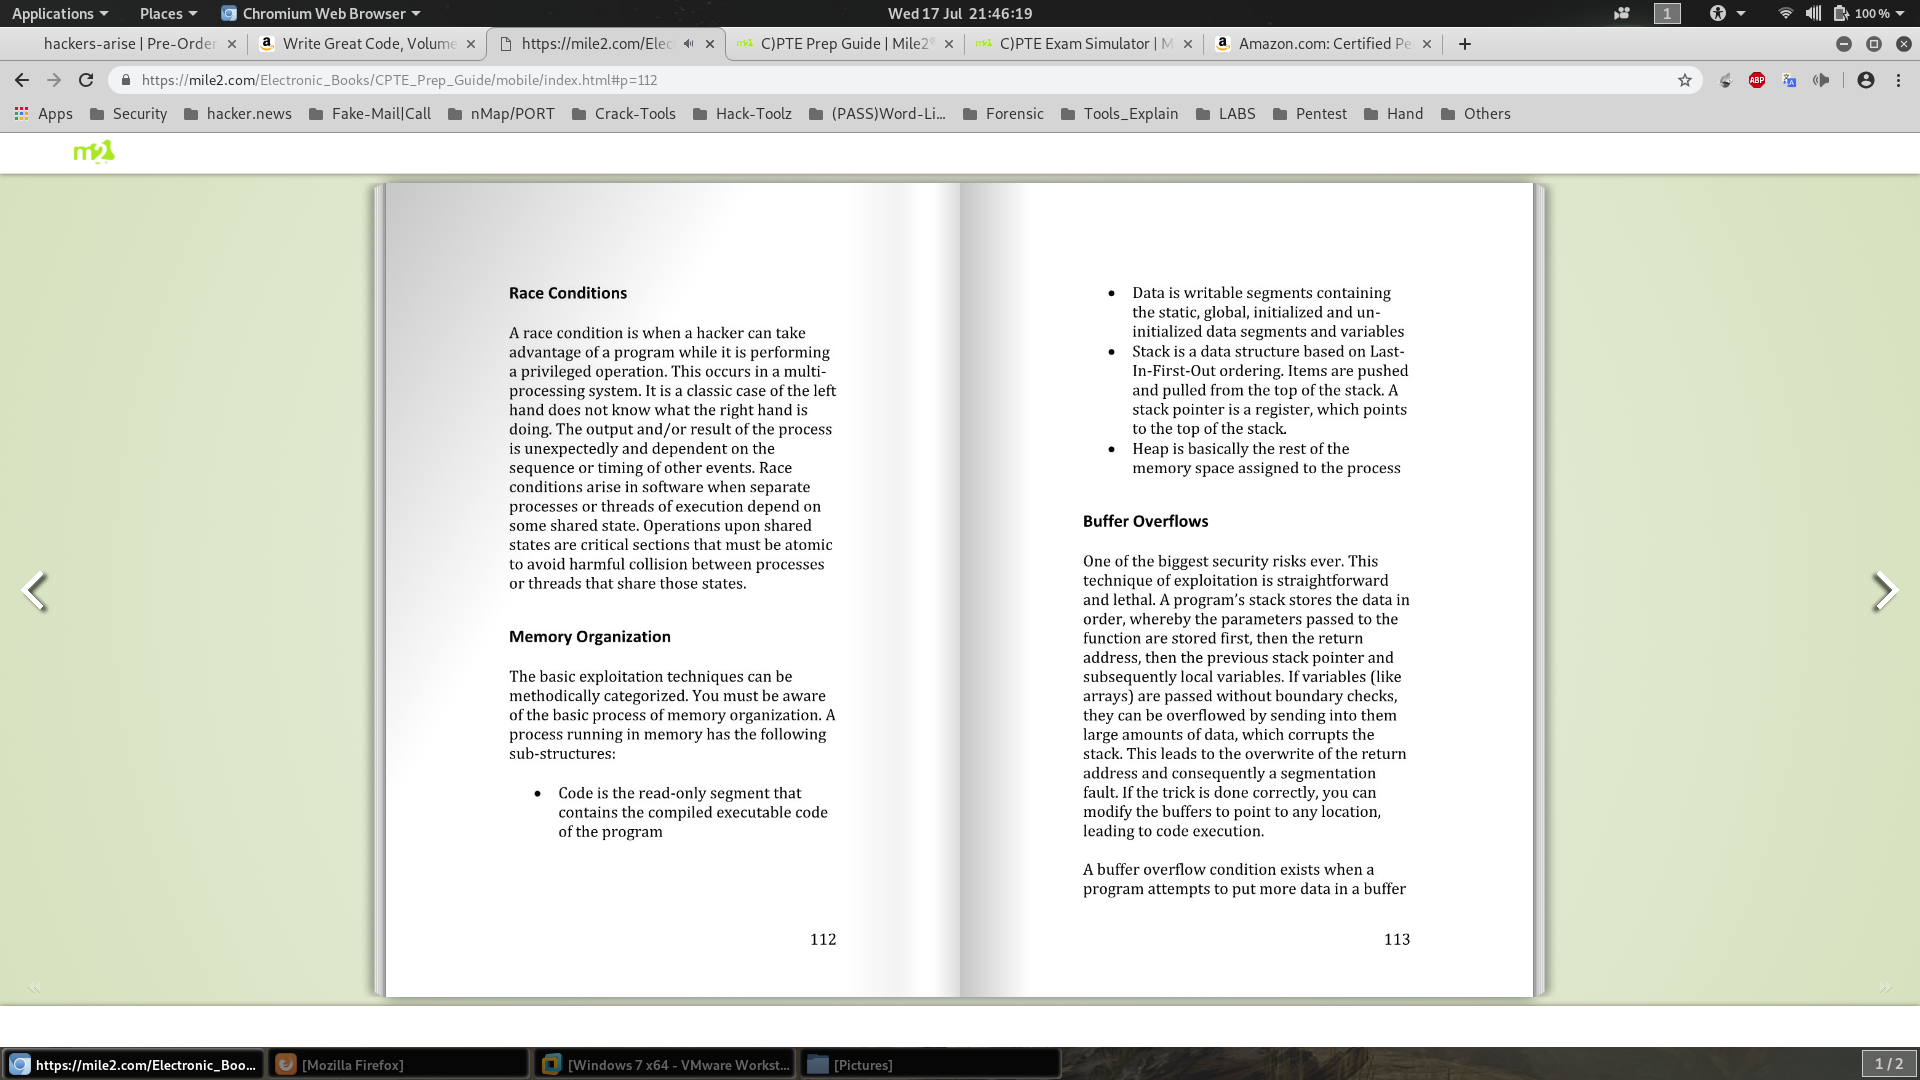 Applications Places Chromium Web Browser Wed 17 Jul 21:46:19 1 100 %
hackers-arise | Pre-Order Write Great Code, Volume https://mile2.com/Elec C)PTE Prep Guide | Mile2® C)PTE Exam Simulator | M Amazon.com: Certified Pe
https://mile2.com/Electronic_Books/CPTE_Prep_Guide/mobile/index.html#p=112 ABP
Apps Security hacker.news Fake-Mail|Call nMap/PORT Crack-Tools Hack-Toolz (PASS)Word-Li... Forensic Tools_Explain LABS Pentest Hand Others
m2
Race Conditions
A race condition is when a hacker can take
advantage of a program while it is performing
a privileged operation. This occurs in a multi-
processing system. It is a classic case of the left
hand does not know what the right hand is
doing. The output and/or result of the process
is unexpectedly and dependent on the
sequence or timing of other events. Race
conditions arise in software when separate
processes or threads of execution depend on
some shared state. Operations upon shared
states are critical sections that must be atomic
to avoid harmful collision between processes
or threads that share those states.
Memory Organization
The basic exploitation techniques can be
methodically categorized. You must be aware
of the basic process of memory organization. A
process running in memory has the following
sub-structures:
• Code is the read-only segment that
contains the compiled executable code
of the program
112
• Data is writable segments containing
the static, global, initialized and un-
initialized data segments and variables
• Stack is a data structure based on Last-
In-First-Out ordering. Items are pushed
and pulled from the top of the stack. A
stack pointer is a register, which points
to the top of the stack.
• Heap is basically the rest of the
memory space assigned to the process
Buffer Overflows
One of the biggest security risks ever. This
technique of exploitation is straightforward
and lethal. A program’s stack stores the data in
order, whereby the parameters passed to the
function are stored first, then the return
address, then the previous stack pointer and
subsequently local variables. If variables (like
arrays) are passed without boundary checks,
they can be overflowed by sending into them
large amounts of data, which corrupts the
stack. This leads to the overwrite of the return
address and consequently a segmentation
fault. If the trick is done correctly, you can
modify the buffers to point to any location,
leading to code execution.
A buffer overflow condition exists when a
program attempts to put more data in a buffer
113
https://mile2.com/Electronic_Boo... [Mozilla Firefox] [Windows 7 x64 - VMware Workst... [Pictures] 1 / 2